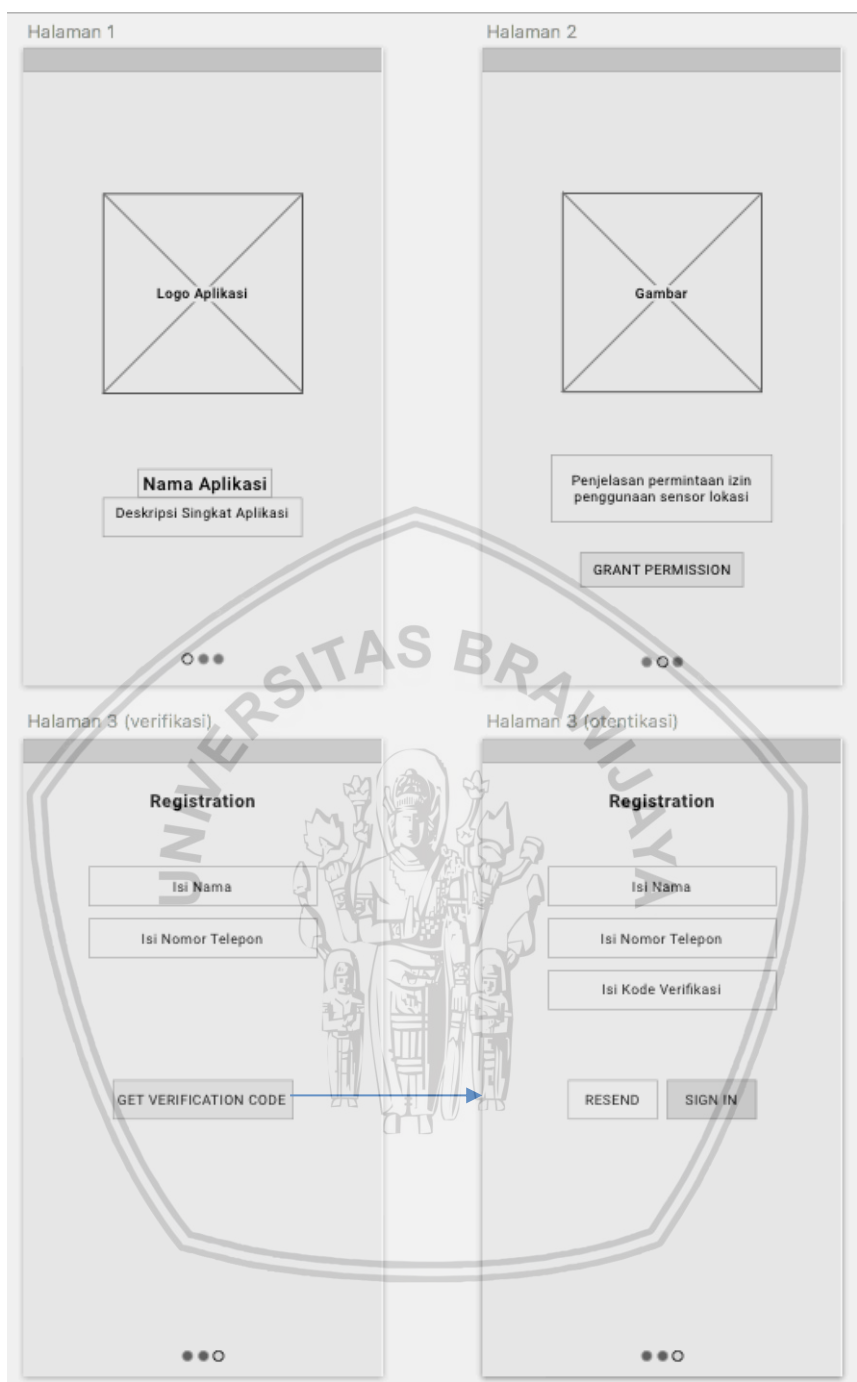 Halaman 1
Halaman 2
Logo Aplikasi
Gambar
Nama Aplikasi
Deskripsi Singkat Aplikasi
Penjelasan permintaan izin
penggunaan sensor lokasi
GRANT PERMISSION
UNIVERSITAS BRAWIJAYA
Halaman 3 (verifikasi)
Halaman 3 (otentikasi)
Registration
Isi Nama
Isi Nomor Telepon
GET VERIFICATION CODE
Registration
Isi Nama
Isi Nomor Telepon
Isi Kode Verifikasi
RESEND
SIGN IN